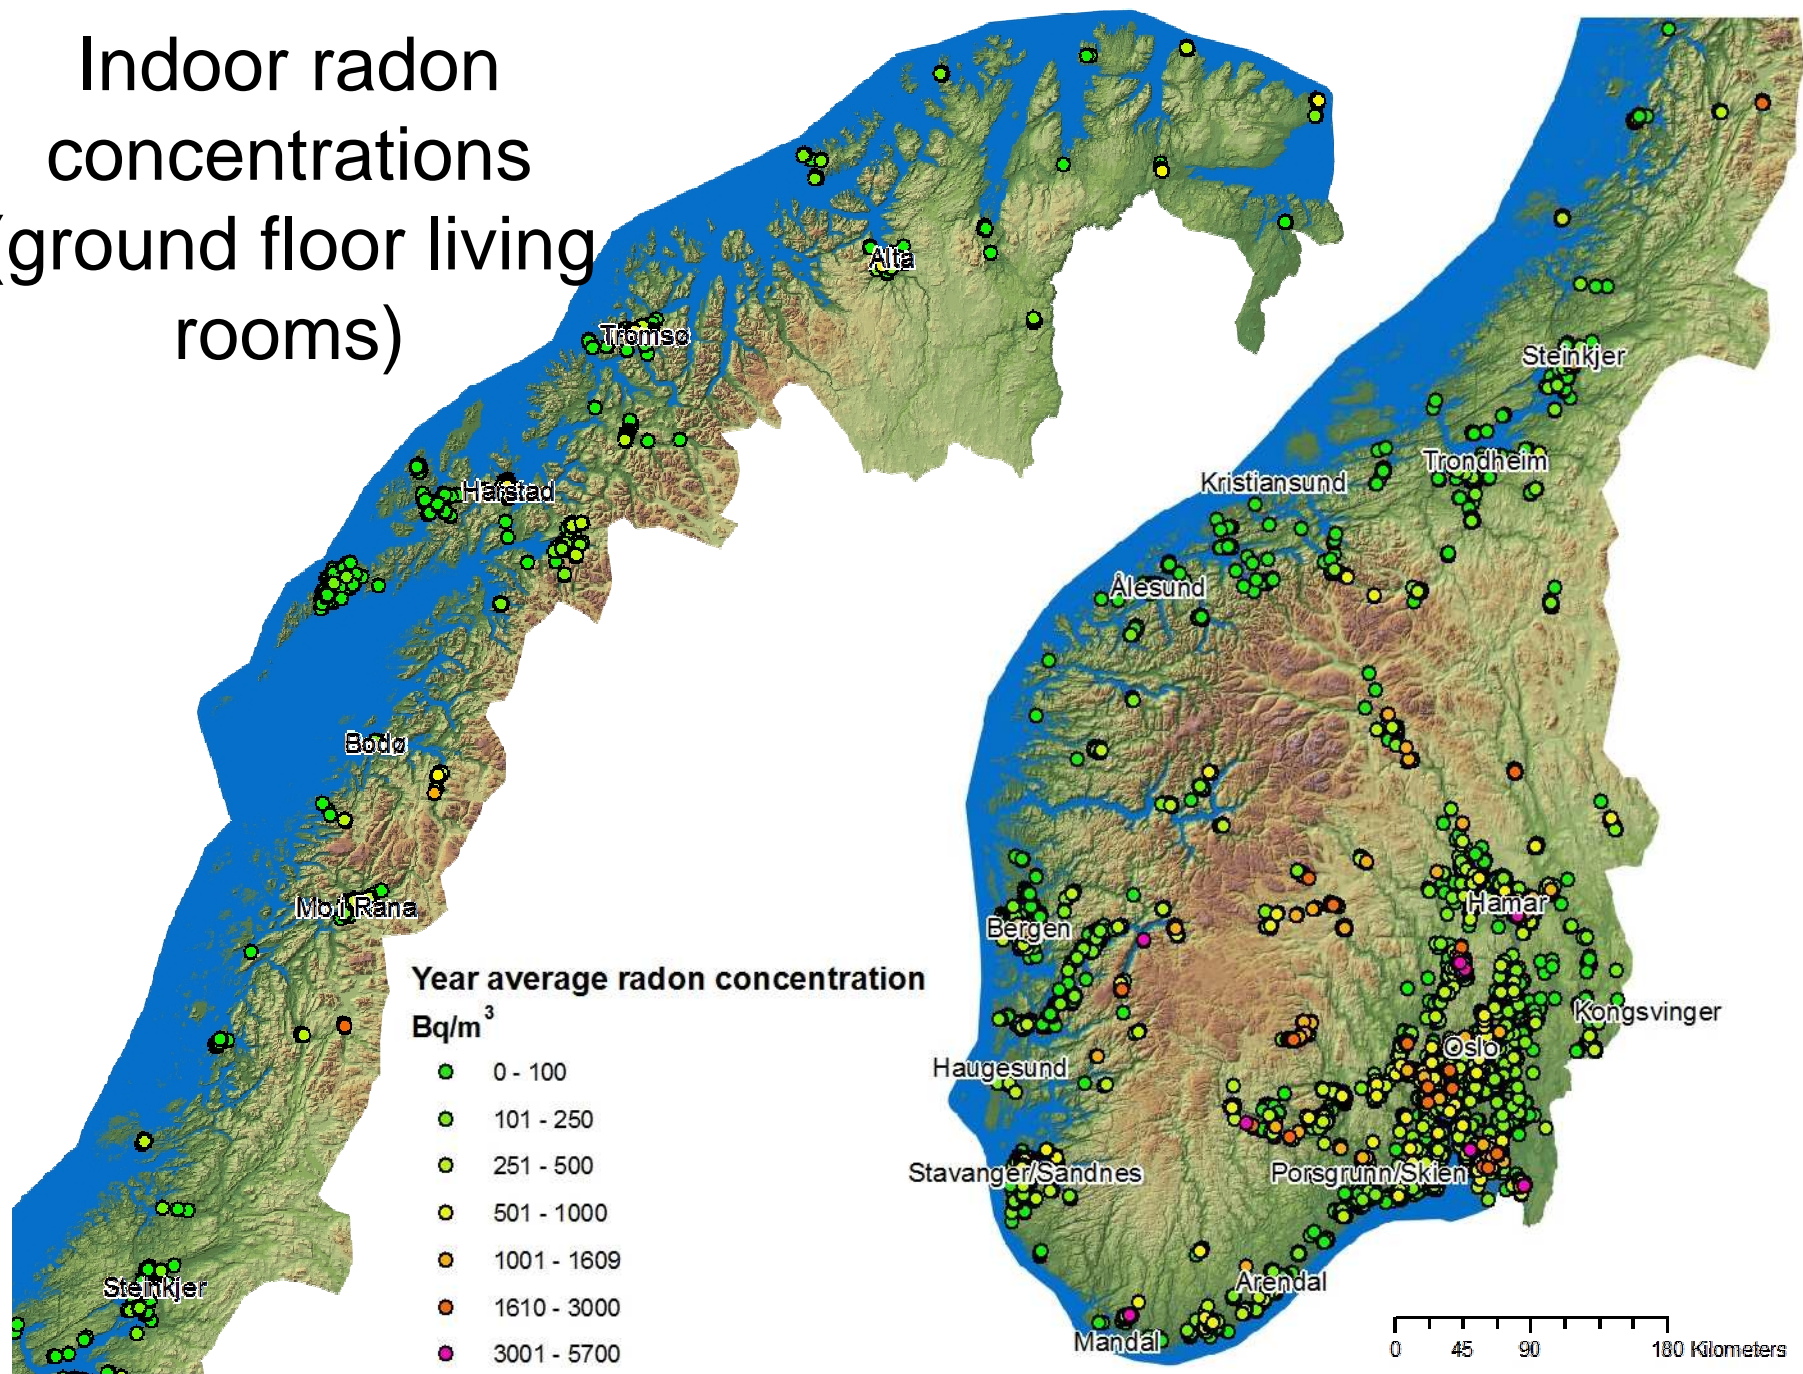 Indoor radon
concentrations
(ground floor living
rooms)
Alta
Tromsø
Harstad
Bodø
Mo i Rana
Steinkjer
Year average radon concentration
Bq/m³
0 - 100
101 - 250
251 - 500
501 - 1000
1001 - 1609
1610 - 3000
3001 - 5700
Steinkjer
Trondheim
Kristiansund
Ålesund
Hamar
Bergen
Kongsvinger
Oslo
Haugesund
Stavanger/Sandnes
Porsgrunn/Skien
Arendal
Mandal
0 45 90 180 Kilometers